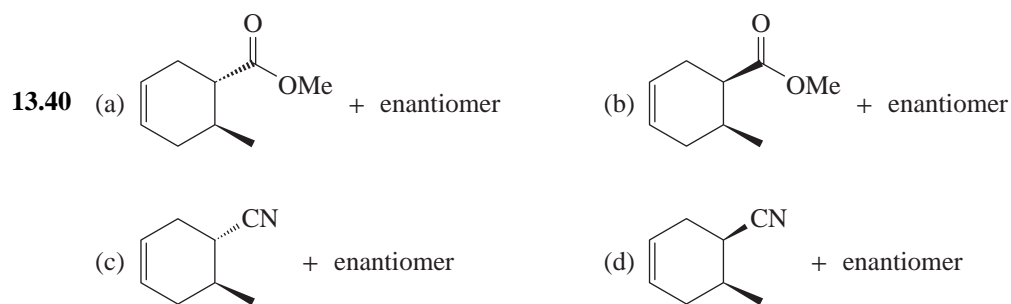 O O
13.40 (a) OMe + enantiomer (b) OMe + enantiomer
(c) CN + enantiomer (d) CN + enantiomer